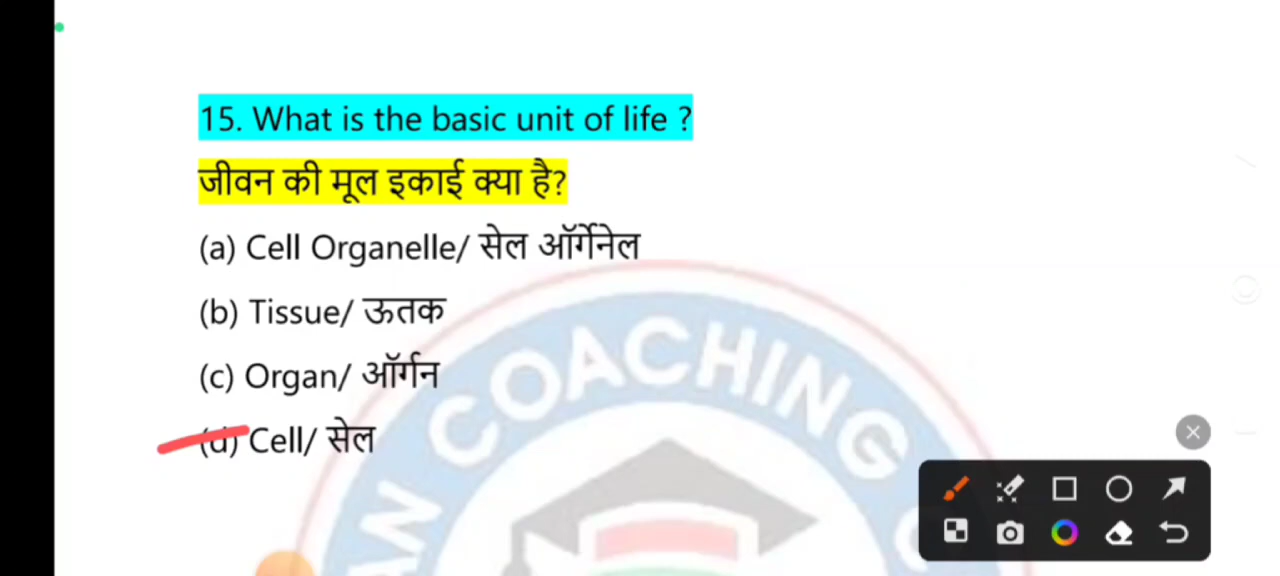 15. What is the basic unit of life ?
जीवन की मूल इकाई क्या है?
(a) Cell Organelle/ सेल ऑर्गेनेल
(b) Tissue/ ऊतक
(c) Organ/ ऑर्गन
(d) Cell/ सेल
COACHING